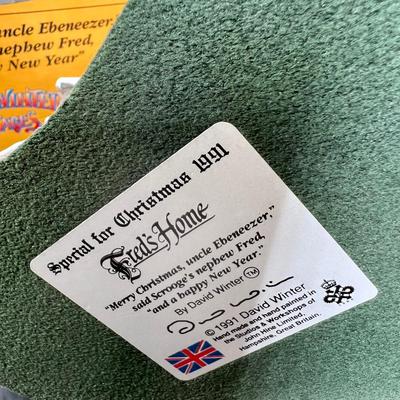 uncle Ebeneezer,
nephew Fred,
New Year"
Special for Christmas 1991
Fred's Home
"Merry Christmas, uncle Ebeneezer,"
said Scrooge's nephew Fred,
"and a happy New Year."
By David Winter TM
© 1991 David Winter
Hand made and hand painted in
the Studios & Workshops of
John Hine Limited,
Hampshire, Great Britain.